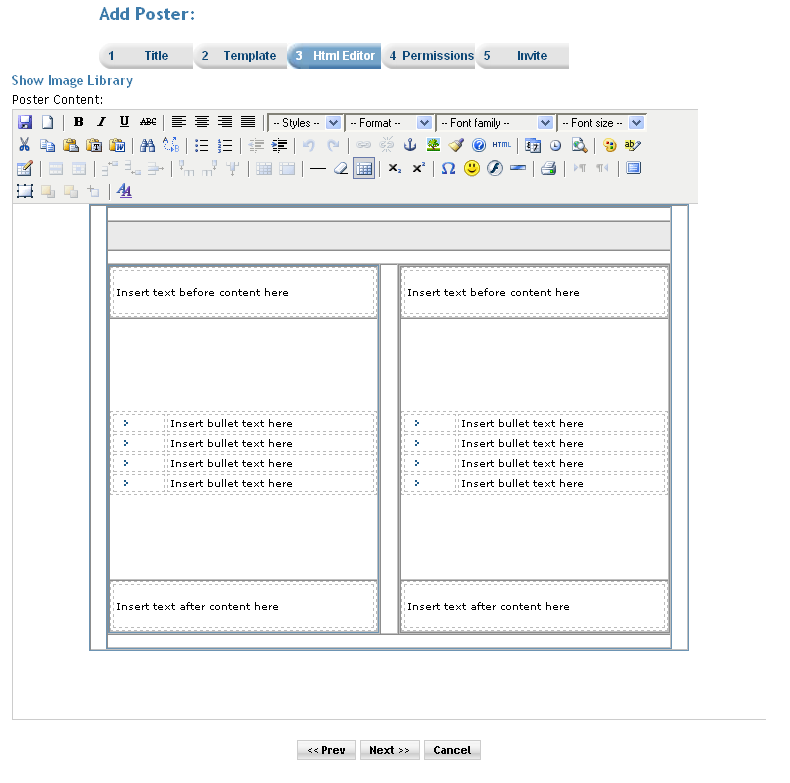 Add Poster:
1 Title 2 Template 3 Html Editor 4 Permissions 5 Invite
Show Image Library
Poster Content:
B I U ABC -- Styles -- -- Format -- -- Font family -- -- Font size --
HTML
Insert text before content here Insert text before content here
Insert bullet text here Insert bullet text here
Insert bullet text here Insert bullet text here
Insert bullet text here Insert bullet text here
Insert bullet text here Insert bullet text here
Insert text after content here Insert text after content here
<< Prev Next >> Cancel